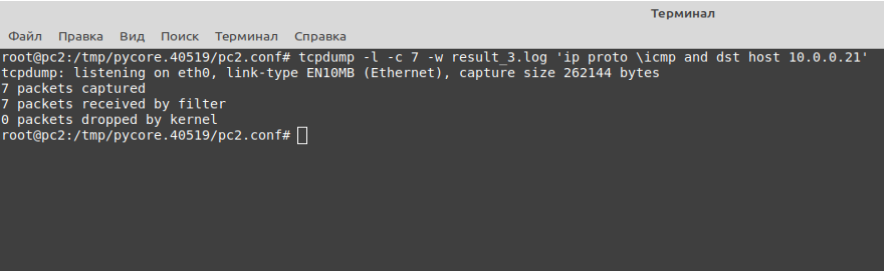 Терминал
Файл Правка Вид Поиск Терминал Справка
root@pc2:/tmp/pycore.40519/pc2.conf# tcpdump -l -c 7 -w result_3.log 'ip proto \icmp and dst host 10.0.0.21'
tcpdump: listening on eth0, link-type EN10MB (Ethernet), capture size 262144 bytes
7 packets captured
7 packets received by filter
0 packets dropped by kernel
root@pc2:/tmp/pycore.40519/pc2.conf#